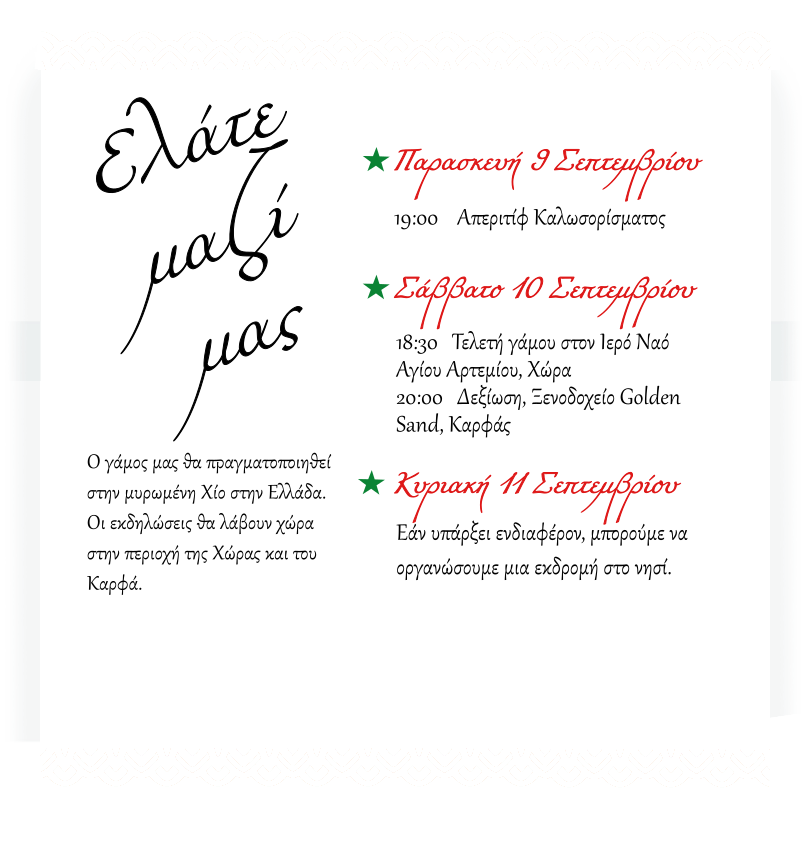 ελάτε
μαζί
μας
Ο γάμος μας θα πραγματοποιηθεί
στην μυρωμένη Χίο στην Ελλάδα.
Οι εκδηλώσεις θα λάβουν χώρα
στην περιοχή της Χώρας και του
Καρφά.
Παρασκευή 9 Σεπτεμβρίου
19:00 Απεριτίφ Καλωσορίσματος
Σάββατο 10 Σεπτεμβρίου
18:30 Τελετή γάμου στον Ιερό Ναό
Αγίου Αρτεμίου, Χώρα
20:00 Δεξίωση, Ξενοδοχείο Golden
Sand, Καρφάς
Κυριακή 11 Σεπτεμβρίου
Εάν υπάρξει ενδιαφέρον, μπορούμε να
οργανώσουμε μια εκδρομή στο νησί.